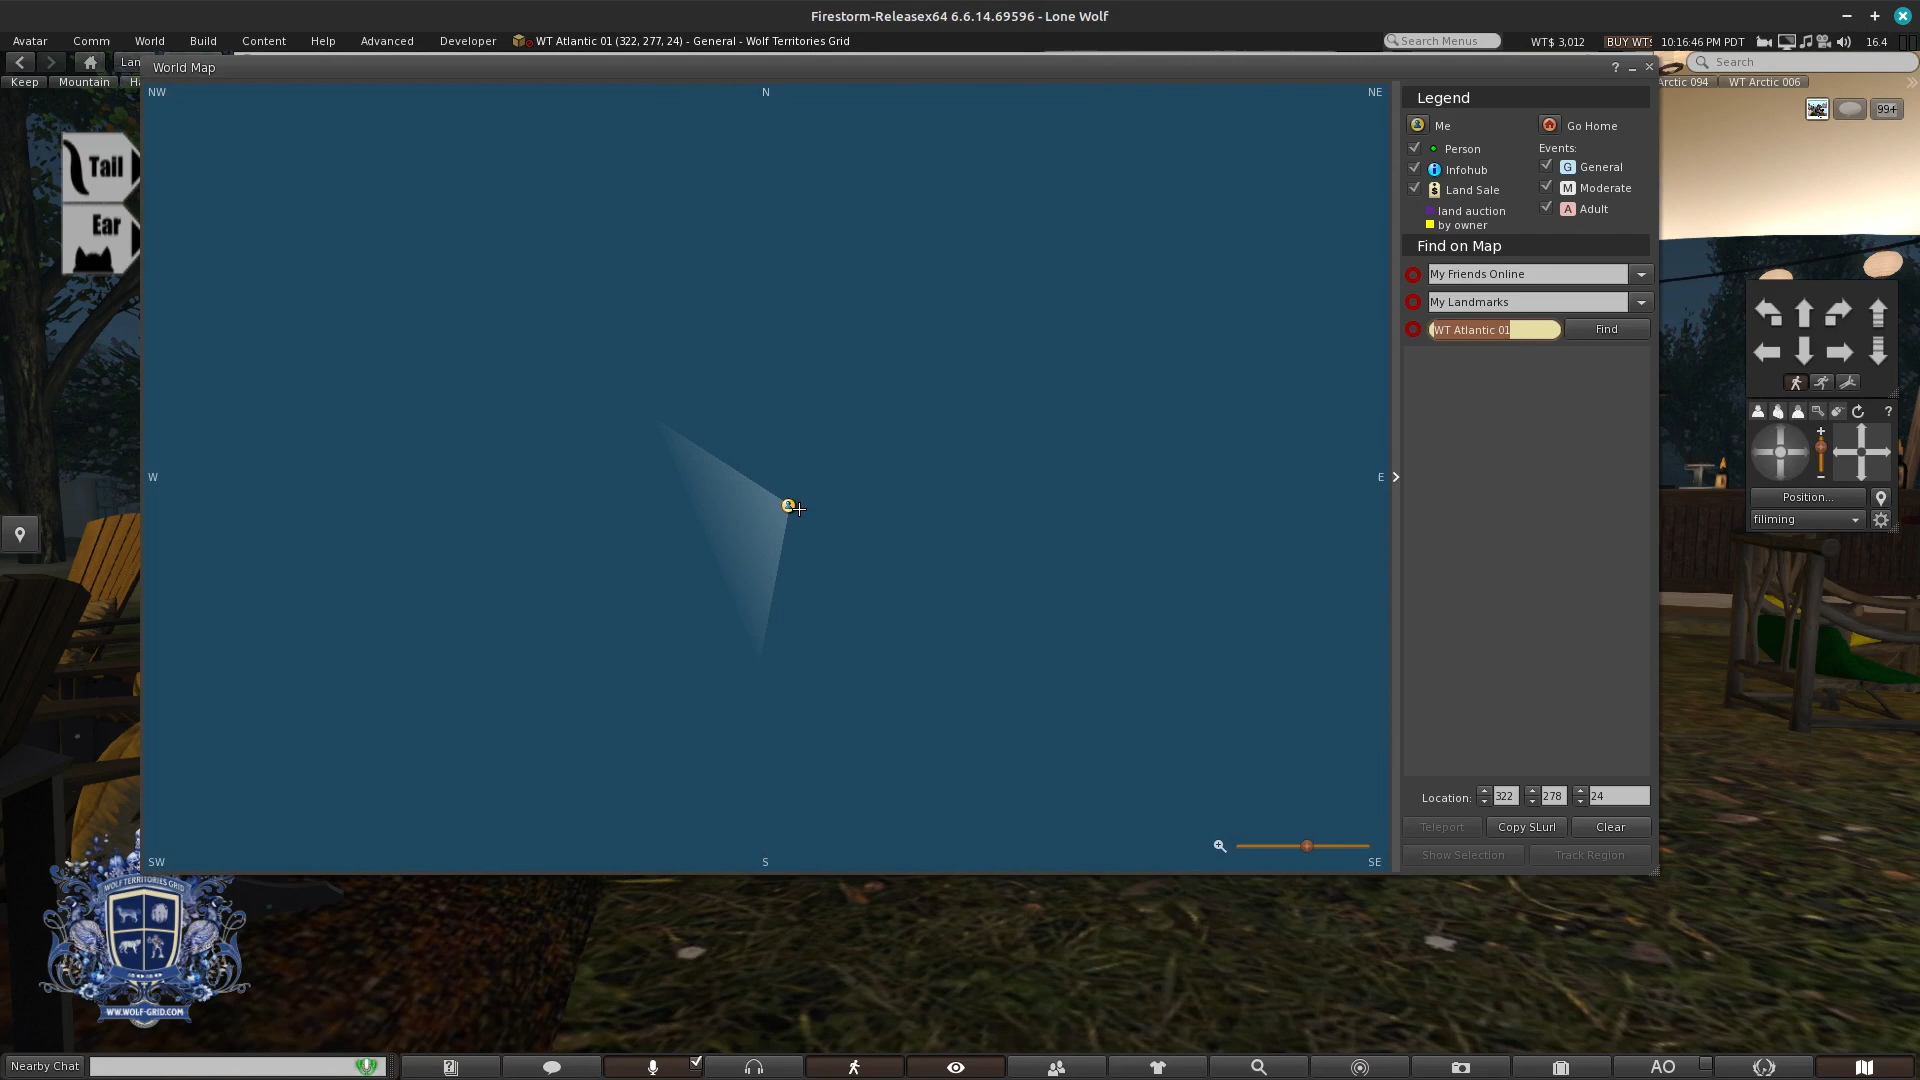 Firestorm-Releasex64 6.6.14.69596 - Lone Wolf
Avatar Comm World Build Content Help Advanced Developer WT Atlantic 01 (322, 277, 24) - General - Wolf Territories Grid Search Menus WT$ 3,012 BUY WT$ 10:16:46 PM PDT 16.4
Lan
Search
Keep Mountain
Arctic 094 WT Arctic 006
World Map ?
99+
NW N NE
W E
SW S SE
Legend
Me Go Home
Person Events:
Infohub G General
Land Sale M Moderate
land auction A Adult
by owner
Find on Map
My Friends Online
My Landmarks
WT Atlantic 01 Find
Location: 322 278 24
Teleport Copy SLurl Clear
Show Selection Track Region
Tail
Ear
?
Position...
filiming
WOLF TERRITORIES GRID
WW.WOLF-GRID.COM
Nearby Chat AO